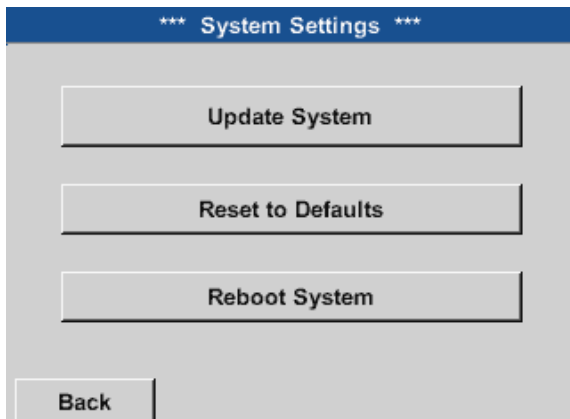 *** System Settings ***
Update System
Reset to Defaults
Reboot System
Back